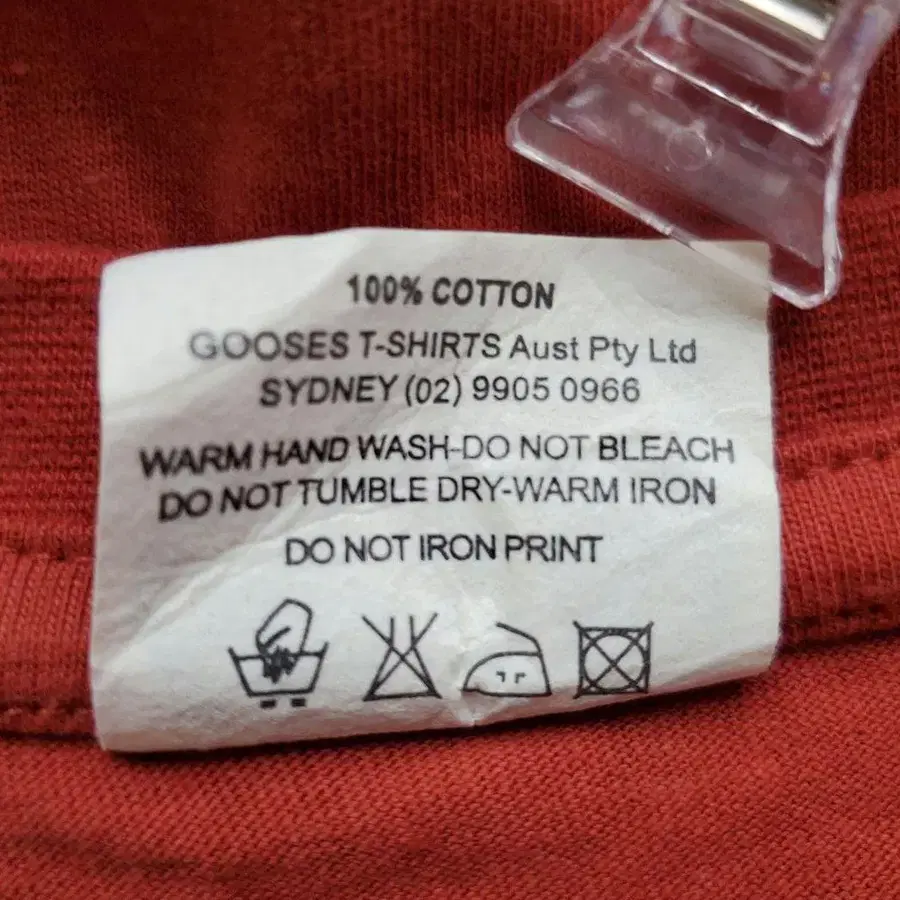 100% COTTON
GOOSES T-SHIRTS Aust Pty Ltd
SYDNEY (02) 9905 0966
WARM HAND WASH-DO NOT BLEACH
DO NOT TUMBLE DRY-WARM IRON
DO NOT IRON PRINT